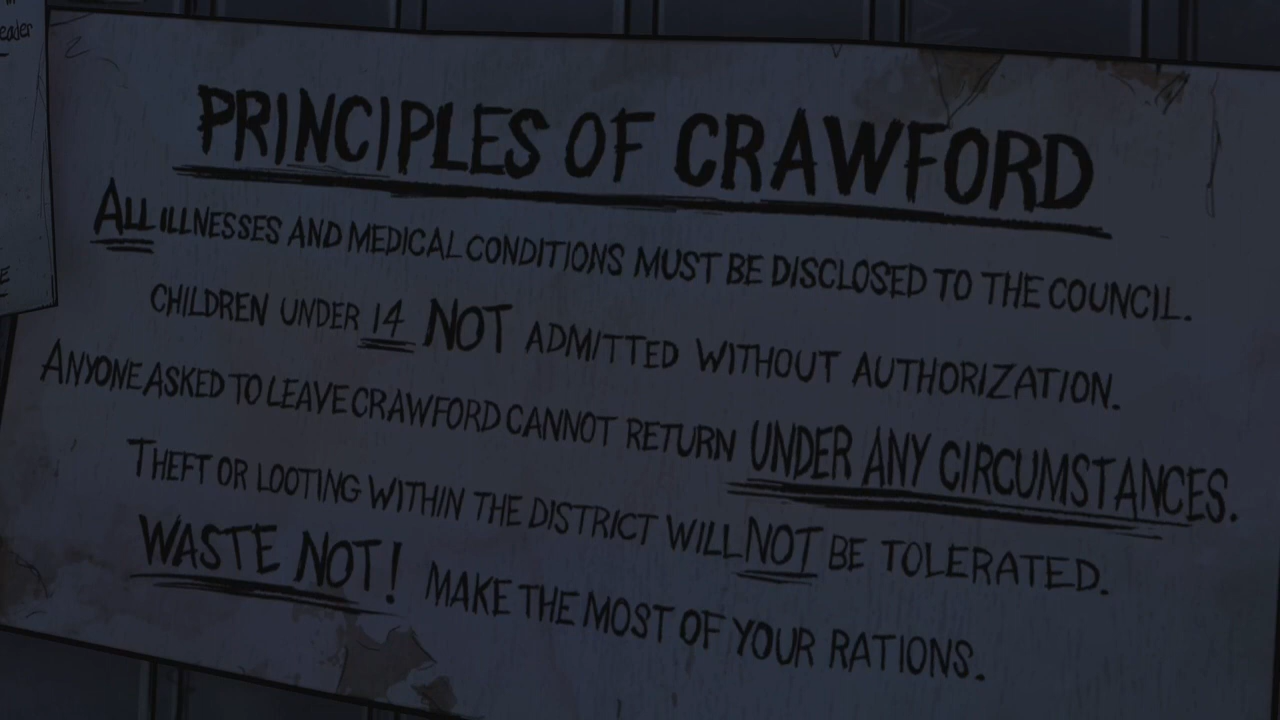 eader
E
PRINCIPLES OF CRAWFORD
ALL ILLNESSES AND MEDICAL CONDITIONS MUST BE DISCLOSED TO THE COUNCIL.
CHILDREN UNDER 14 NOT ADMITTED WITHOUT AUTHORIZATION.
ANYONE ASKED TO LEAVE CRAWFORD CANNOT RETURN UNDER ANY CIRCUMSTANCES.
THEFT OR LOOTING WITHIN THE DISTRICT WILL NOT BE TOLERATED.
WASTE NOT! MAKE THE MOST OF YOUR RATIONS.